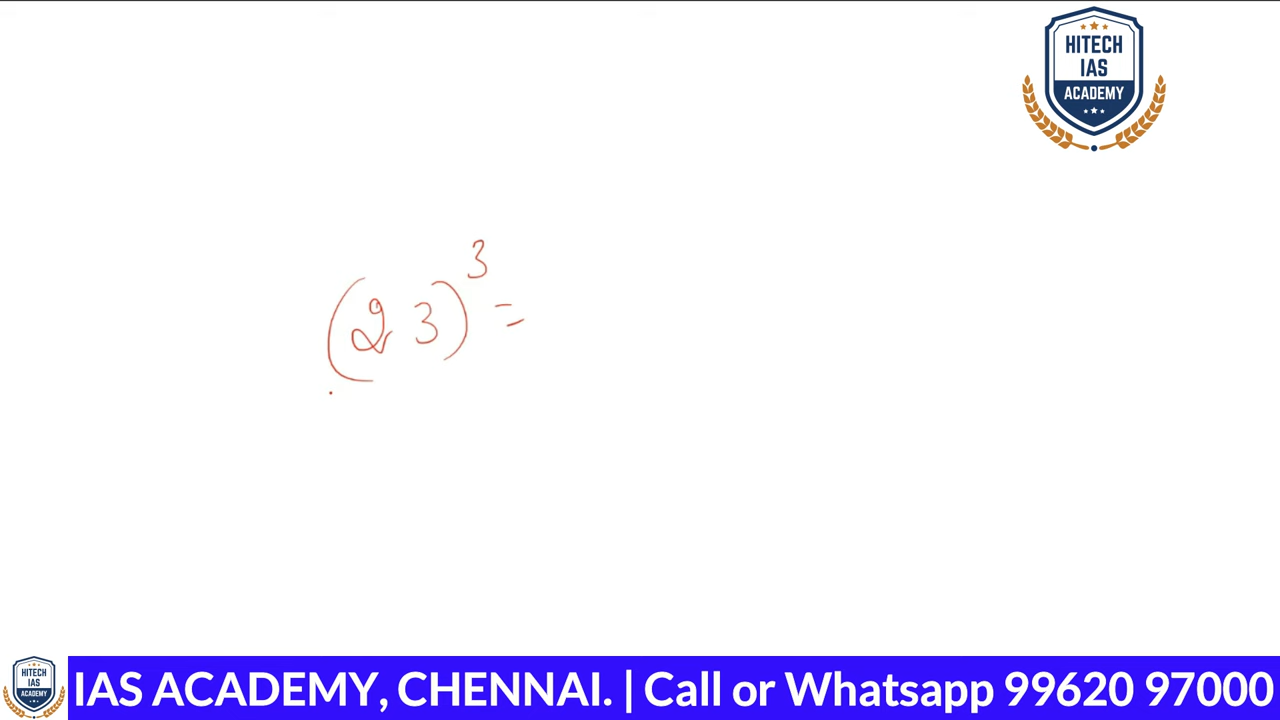 HITECH
IAS
ACADEMY
(23)³ =
HITECH
IAS
ACADEMY
IAS ACADEMY, CHENNAI. | Call or Whatsapp 99620 97000